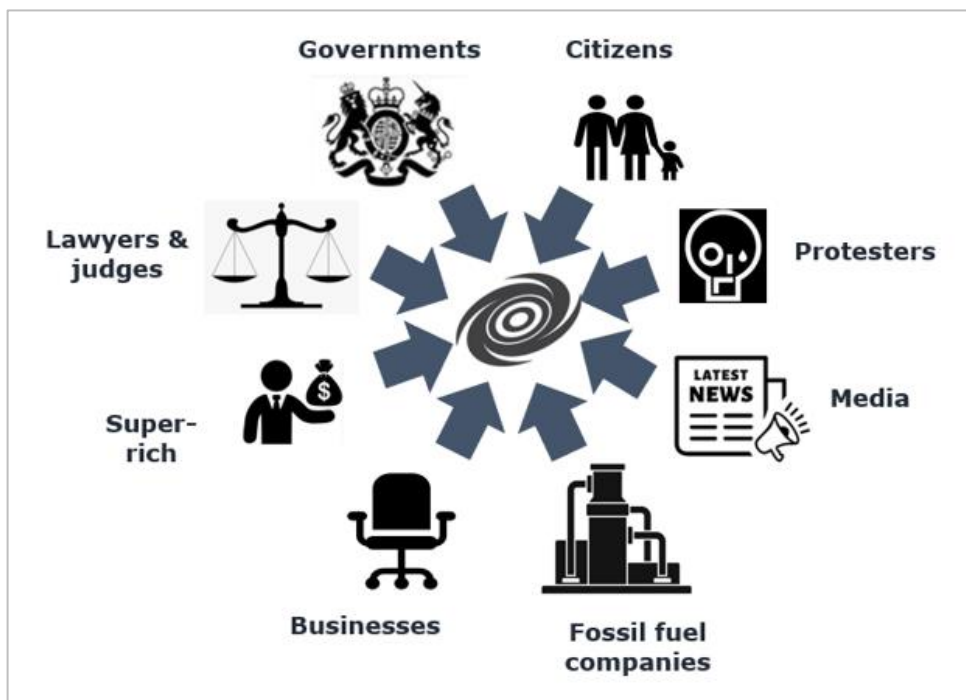 Governments
Citizens
Lawyers &
judges
Protesters
LATEST
NEWS
Media
$
Super-
rich
Businesses
Fossil fuel
companies